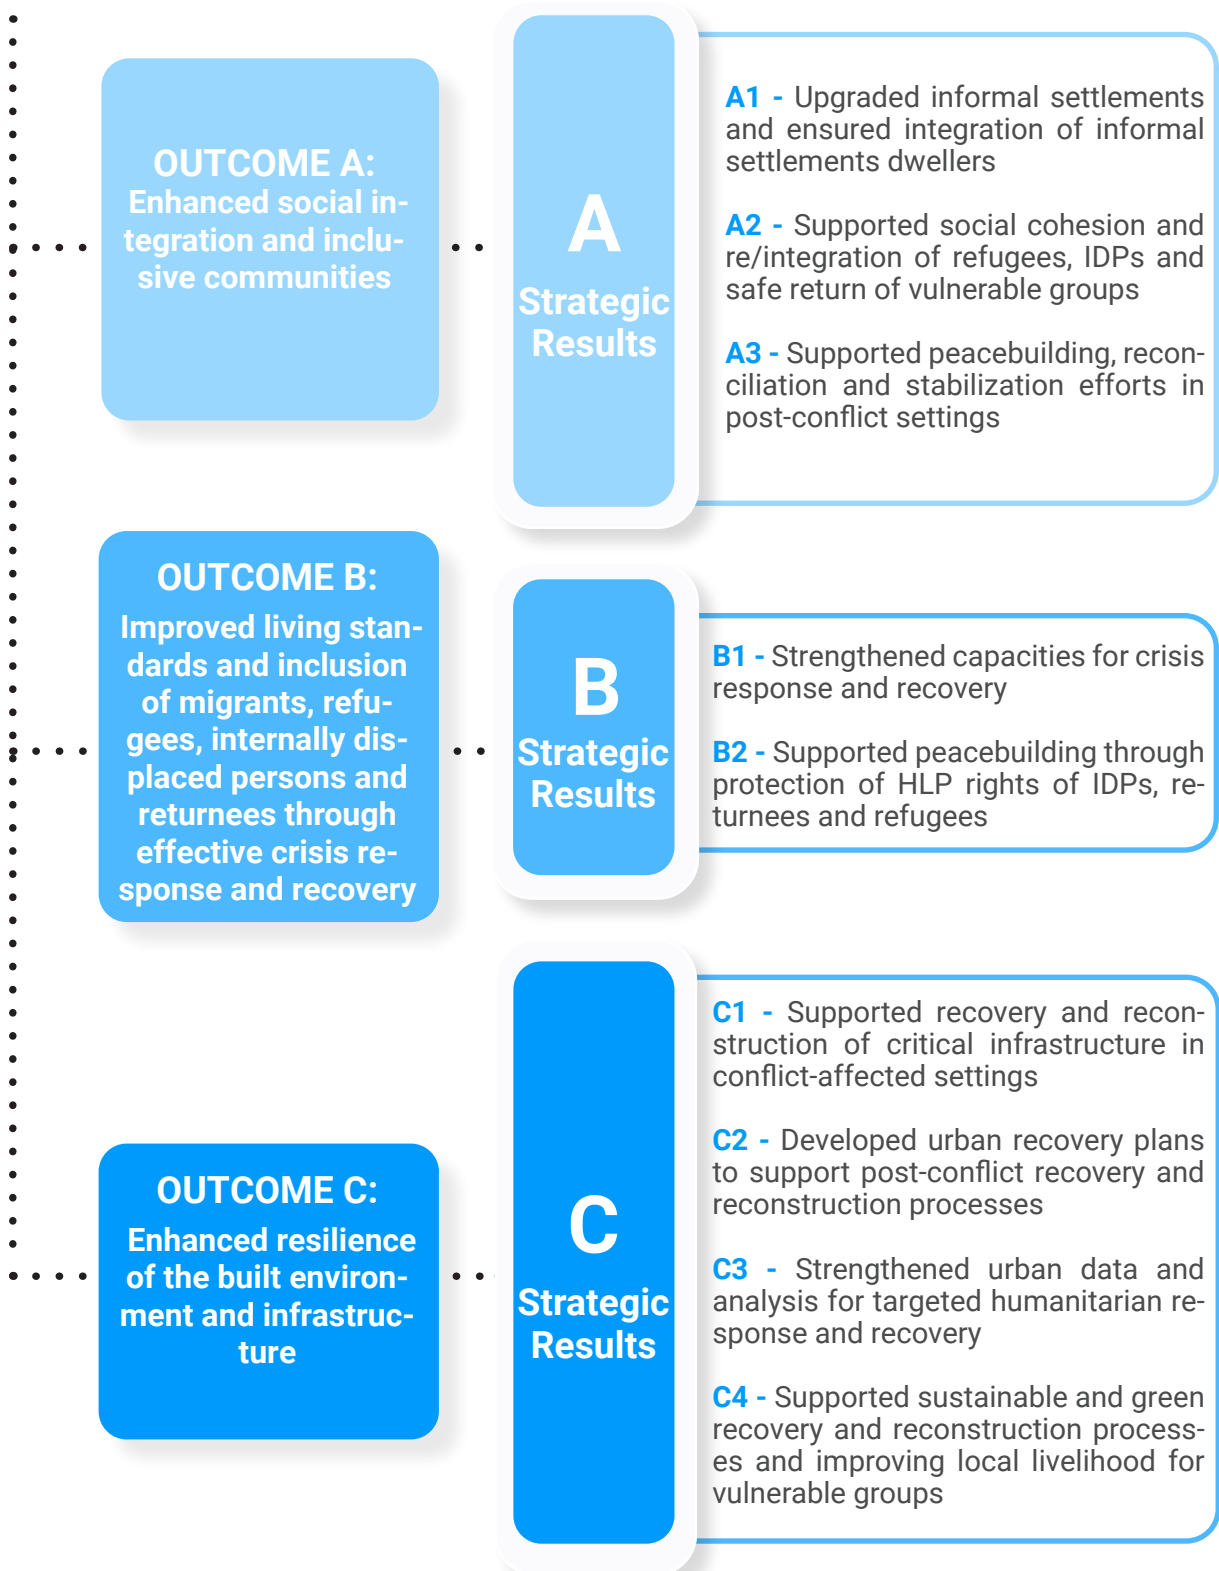 OUTCOME A:
Enhanced social in-
tegration and inclu-
sive communities
A
Strategic
Results
A1 - Upgraded informal settlements
and ensured integration of informal
settlements dwellers
A2 - Supported social cohesion and
re/integration of refugees, IDPs and
safe return of vulnerable groups
A3 - Supported peacebuilding, recon-
ciliation and stabilization efforts in
post-conflict settings
OUTCOME B:
Improved living stan-
dards and inclusion
of migrants, refu-
gees, internally dis-
placed persons and
returnees through
effective crisis re-
sponse and recovery
B
Strategic
Results
B1 - Strengthened capacities for crisis
response and recovery
B2 - Supported peacebuilding through
protection of HLP rights of IDPs, re-
turnees and refugees
OUTCOME C:
Enhanced resilience
of the built environ-
ment and infrastruc-
ture
C
Strategic
Results
C1 - Supported recovery and recon-
struction of critical infrastructure in
conflict-affected settings
C2 - Developed urban recovery plans
to support post-conflict recovery and
reconstruction processes
C3 - Strengthened urban data and
analysis for targeted humanitarian re-
sponse and recovery
C4 - Supported sustainable and green
recovery and reconstruction process-
es and improving local livelihood for
vulnerable groups